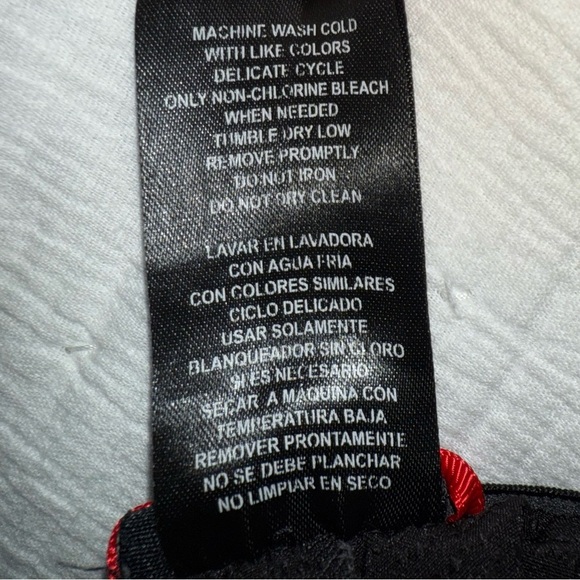 MACHINE WASH COLD
WITH LIKE COLORS
DELICATE CYCLE
ONLY NON-CHLORINE BLEACH
WHEN NEEDED
TUMBLE DRY LOW
REMOVE PROMPTLY
DO NOT IRON
DO NOT DRY CLEAN
LAVAR EN LAVADORA
CON AGUA FRÍA
CON COLORES SIMILARES
CICLO DELICADO
USAR SOLAMENTE
BLANQUEADOR SIN CLORO
SI ES NECESARIO
SECAR A MÁQUINA CON
TEMPERATURA BAJA
REMOVER PRONTAMENTE
NO SE DEBE PLANCHAR
NO LIMPIAR EN SECO